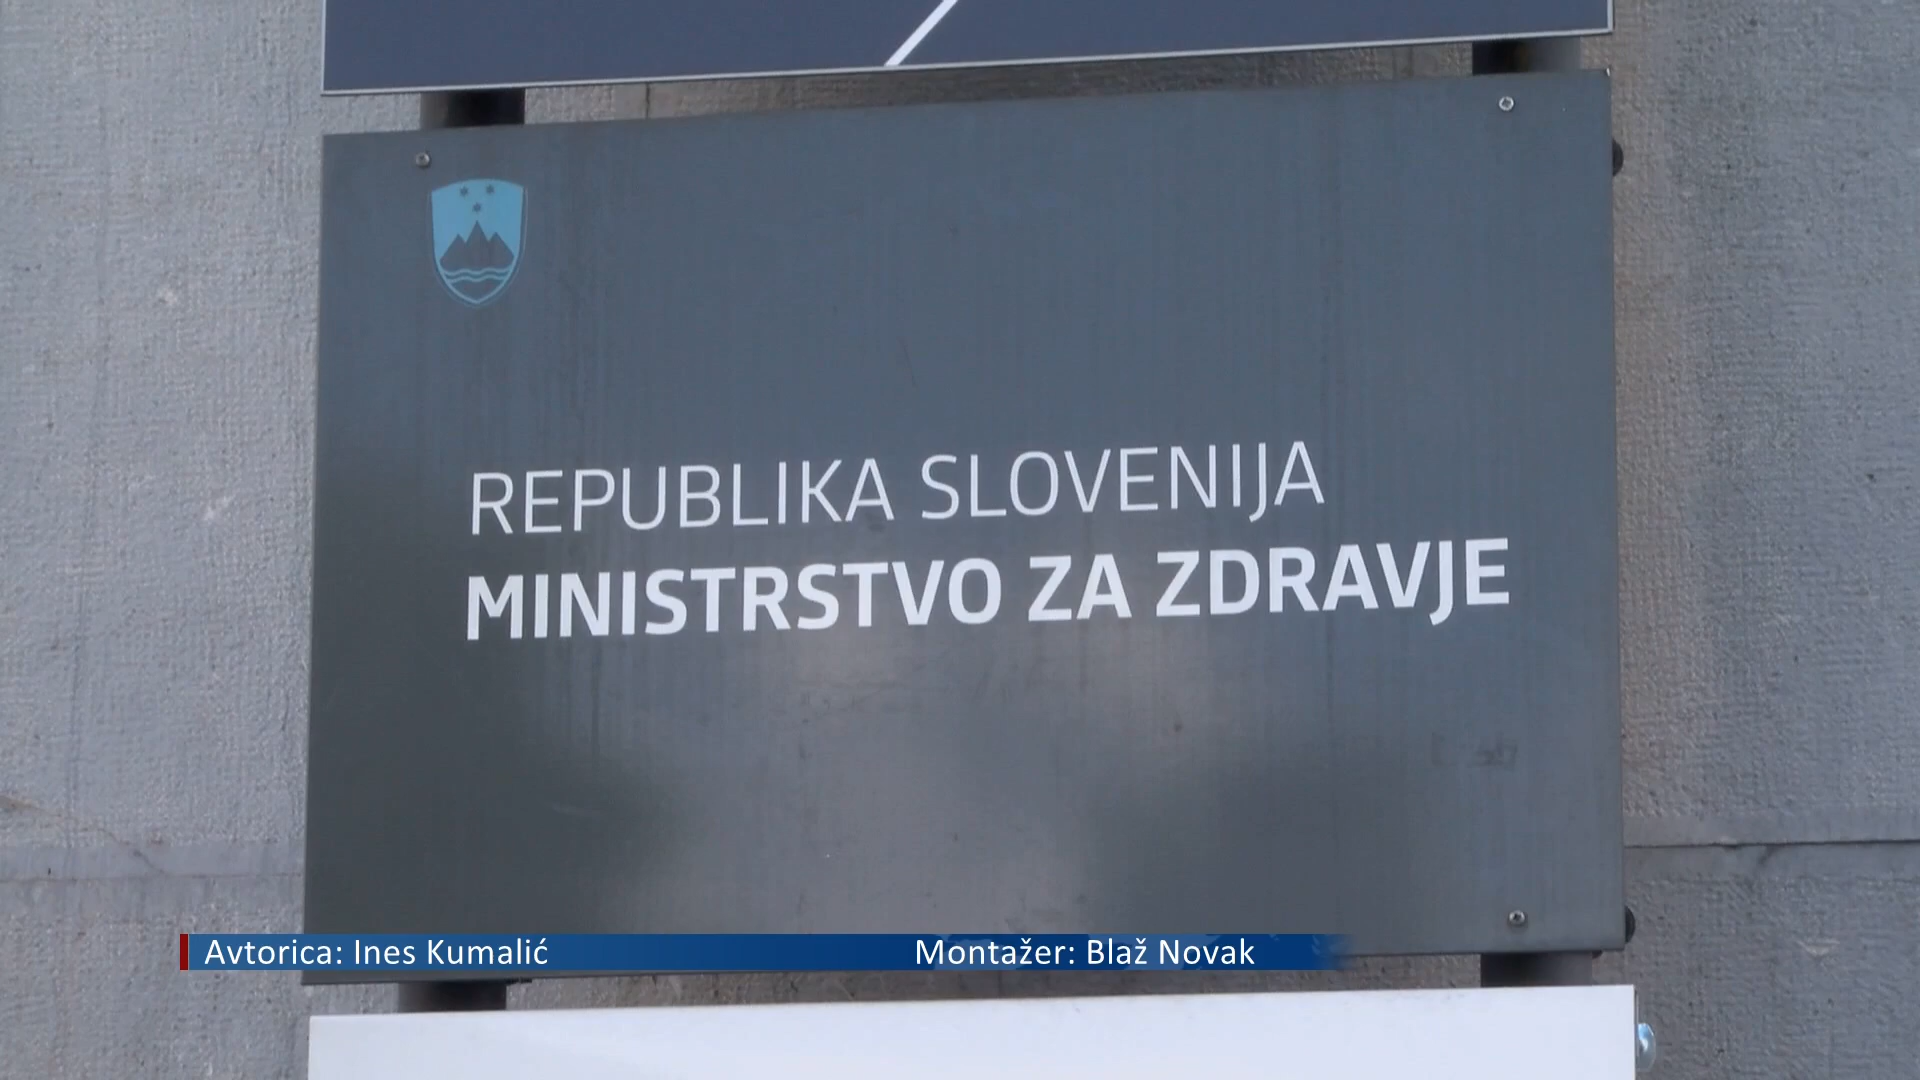 REPUBLIKA SLOVENIJA
MINISTRSTVO ZA ZDRAVJE
Avtorica: Ines Kumalić
Montažer: Blaž Novak